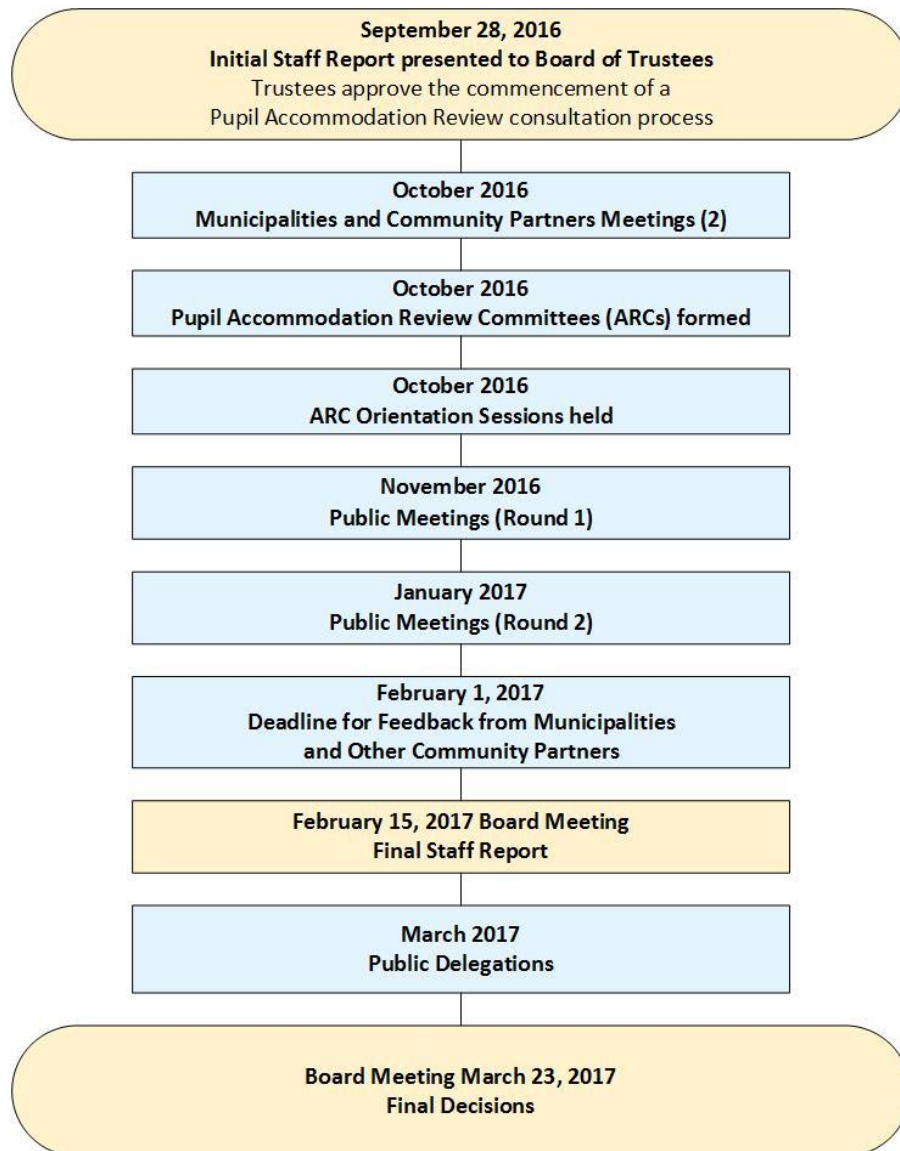 September 28, 2016
Initial Staff Report presented to Board of Trustees
Trustees approve the commencement of a
Pupil Accommodation Review consultation process
October 2016
Municipalities and Community Partners Meetings (2)
October 2016
Pupil Accommodation Review Committees (ARCs) formed
October 2016
ARC Orientation Sessions held
November 2016
Public Meetings (Round 1)
January 2017
Public Meetings (Round 2)
February 1, 2017
Deadline for Feedback from Municipalities
and Other Community Partners
February 15, 2017 Board Meeting
Final Staff Report
March 2017
Public Delegations
Board Meeting March 23, 2017
Final Decisions